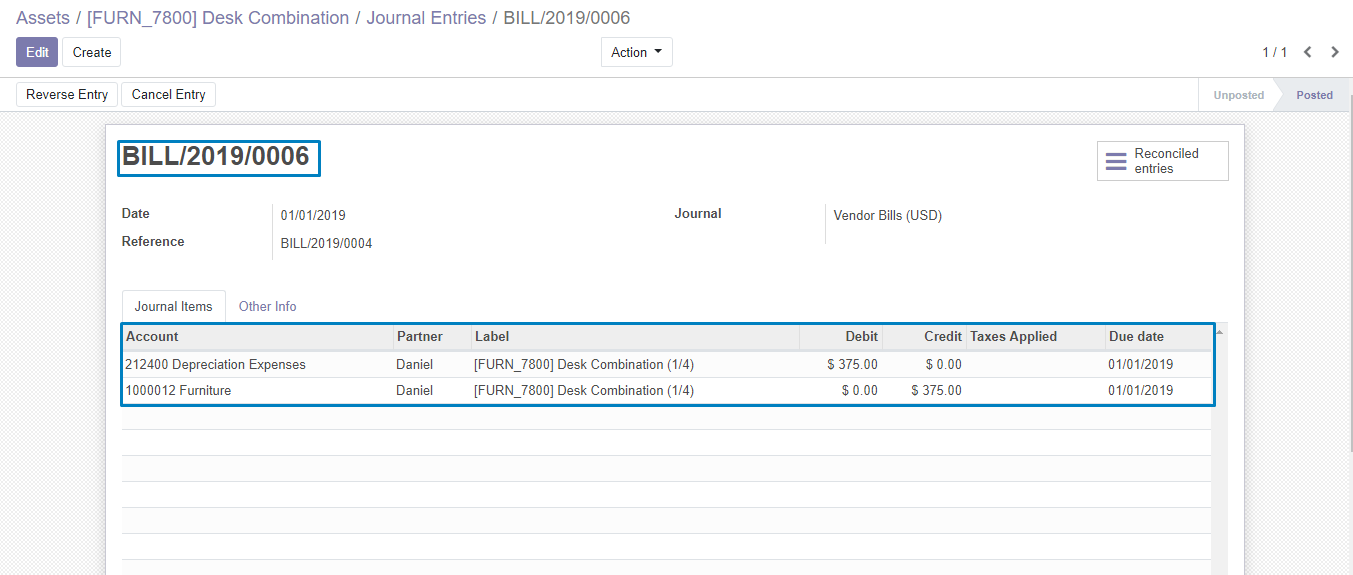 Assets / [FURN_7800] Desk Combination / Journal Entries / BILL/2019/0006
Edit Create Action 1 / 1
Reverse Entry Cancel Entry Unposted Posted
BILL/2019/0006
Reconciled
entries
Date 01/01/2019 Journal Vendor Bills (USD)
Reference BILL/2019/0004
Journal Items Other Info
Account Partner Label Debit Credit Taxes Applied Due date
212400 Depreciation Expenses Daniel [FURN_7800] Desk Combination (1/4) $ 375.00 $ 0.00 01/01/2019
1000012 Furniture Daniel [FURN_7800] Desk Combination (1/4) $ 0.00 $ 375.00 01/01/2019